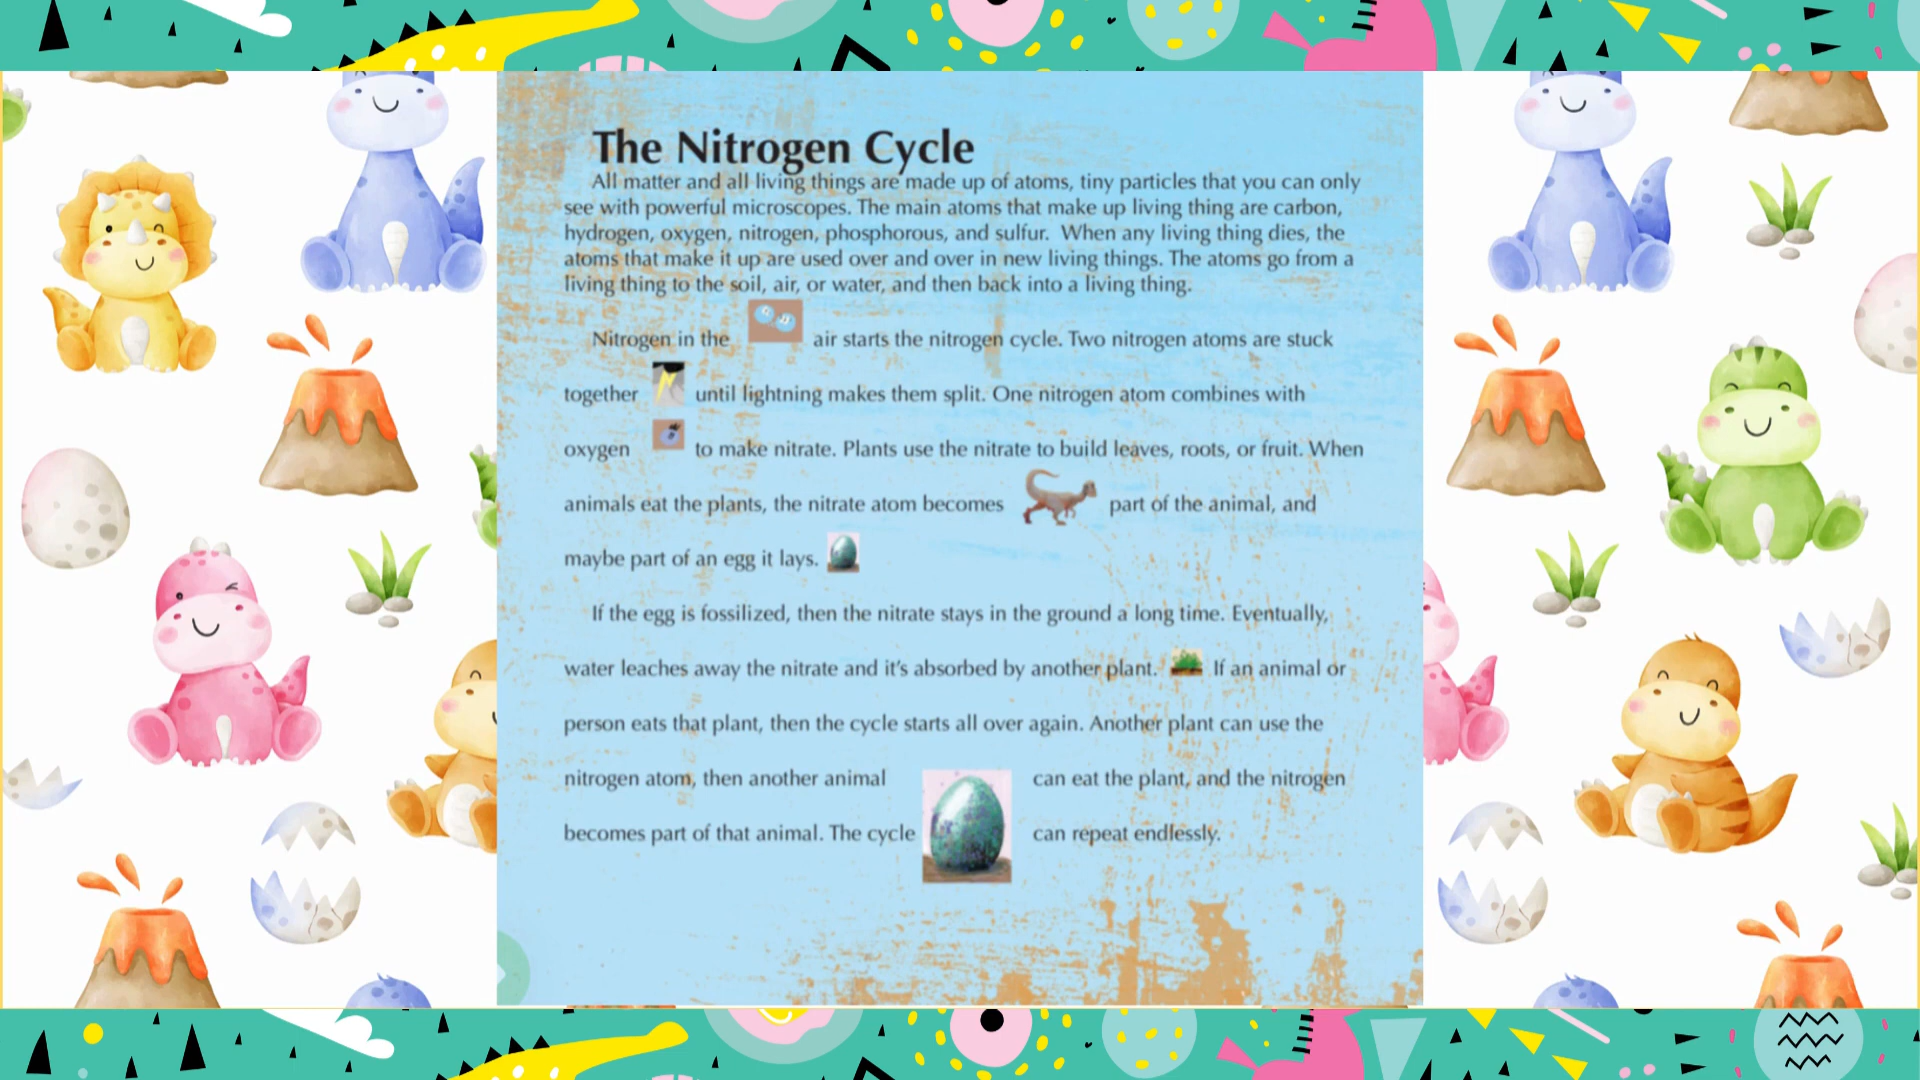 The Nitrogen Cycle
All matter and all living things are made up of atoms, tiny particles that you can only
see with powerful microscopes. The main atoms that make up living thing are carbon,
hydrogen, oxygen, nitrogen, phosphorous, and sulfur.  When any living thing dies, the
atoms that make it up are used over and over in new living things. The atoms go from a
living thing to the soil, air, or water, and then back into a living thing.
Nitrogen in the air starts the nitrogen cycle. Two nitrogen atoms are stuck
together until lightning makes them split. One nitrogen atom combines with
oxygen to make nitrate. Plants use the nitrate to build leaves, roots, or fruit. When
animals eat the plants, the nitrate atom becomes part of the animal, and
maybe part of an egg it lays.
If the egg is fossilized, then the nitrate stays in the ground a long time. Eventually,
water leaches away the nitrate and it's absorbed by another plant. If an animal or
person eats that plant, then the cycle starts all over again. Another plant can use the
nitrogen atom, then another animal can eat the plant, and the nitrogen
becomes part of that animal. The cycle can repeat endlessly.